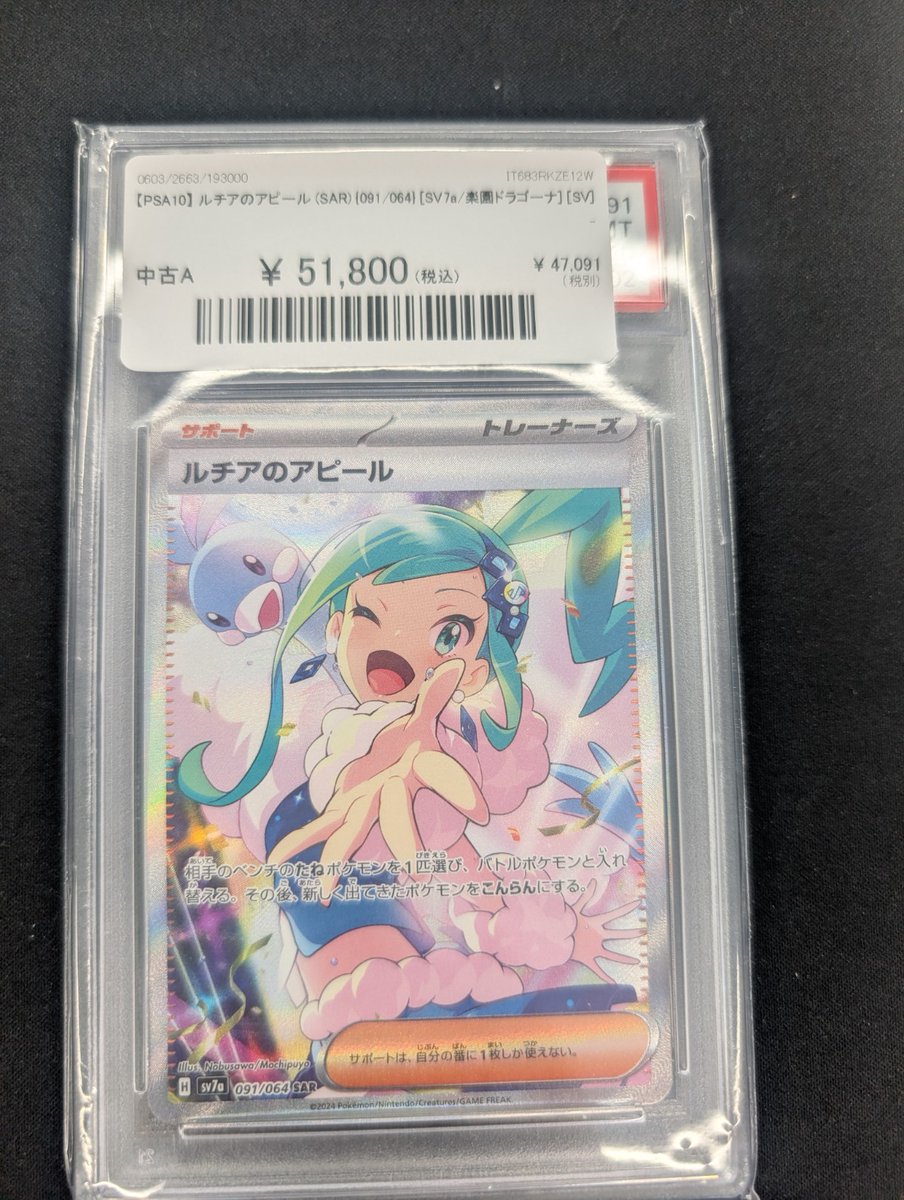 0603/2663/193000 IT683RKZE12W
【PSA10】ルチアのアピール(SAR){091/064} [SV7a/楽園ドラゴーナ] [SV]
-
中古A ¥ 51,800(税込) ¥ 47,091
(税別)
サポート トレーナーズ
ルチアのアピール
相手のベンチのたねポケモンを1匹選び、バトルポケモンと入れ
替える。その後、新しく出てきたポケモンをこんらんにする。
サポートは、自分の番に1枚しか使えない。
Illus. Nobusawa/Mochipuyo
H sv7a 091/064 SAR
©2024 Pokémon/Nintendo/Creatures/GAME FREAK